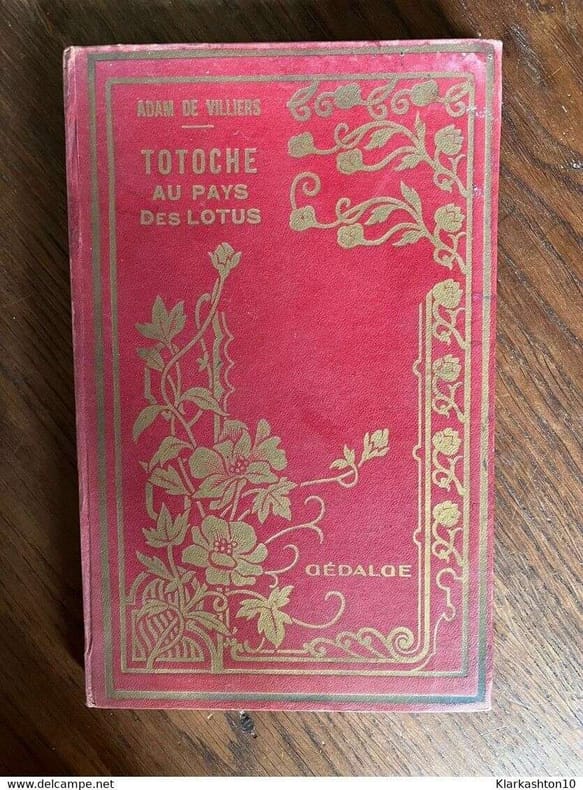 ADAM DE VILLIERS
TOTOCHE
AU PAYS
DES LOTUS
GÉDALGE
www.delcampe.net
Klarkashton10